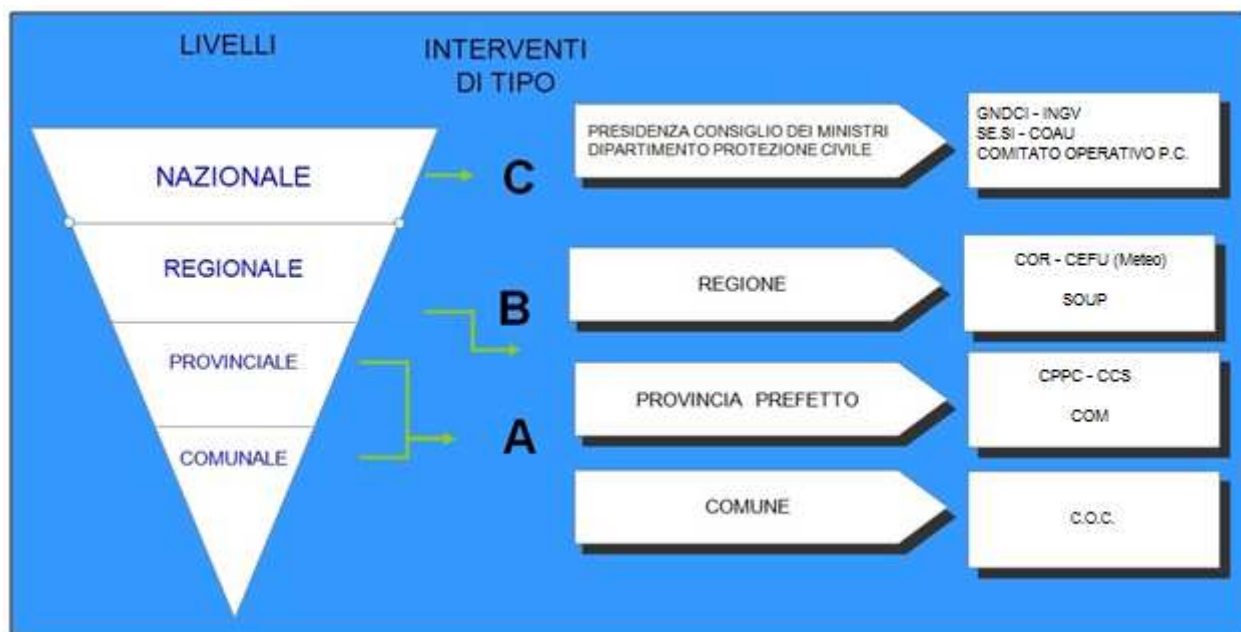 LIVELLI
INTERVENTI
DI TIPO
NAZIONALE
C
PRESIDENZA CONSIGLIO DEI MINISTRI
DIPARTIMENTO PROTEZIONE CIVILE
GNDCI - INGV
SE.SI - COAU
COMITATO OPERATIVO P.C.
REGIONALE
B
REGIONE
COR - CEFU (Meteo)
SOUP
PROVINCIALE
PROVINCIA PREFETTO
CPPC - CCS
COM
COMUNALE
A
COMUNE
C.O.C.